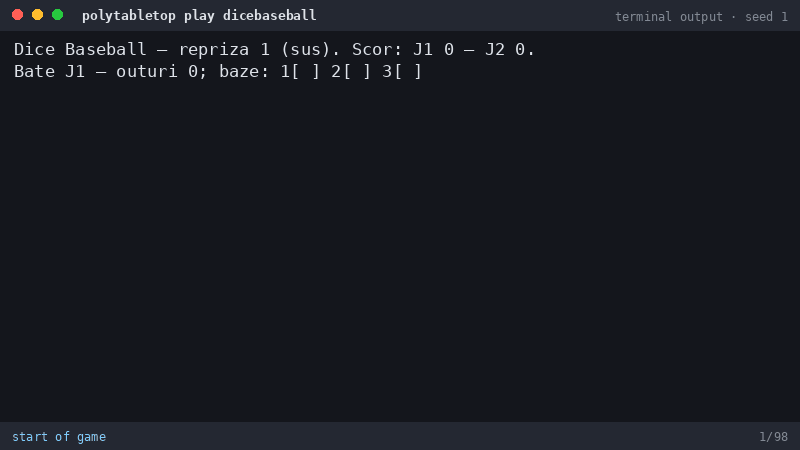 polytabletop play dicebaseball
terminal output · seed 1
Dice Baseball — repriza 1 (sus). Scor: J1 0 — J2 0.
Bate J1 — outuri 0; baze: 1[ ] 2[ ] 3[ ]
start of game
1/98